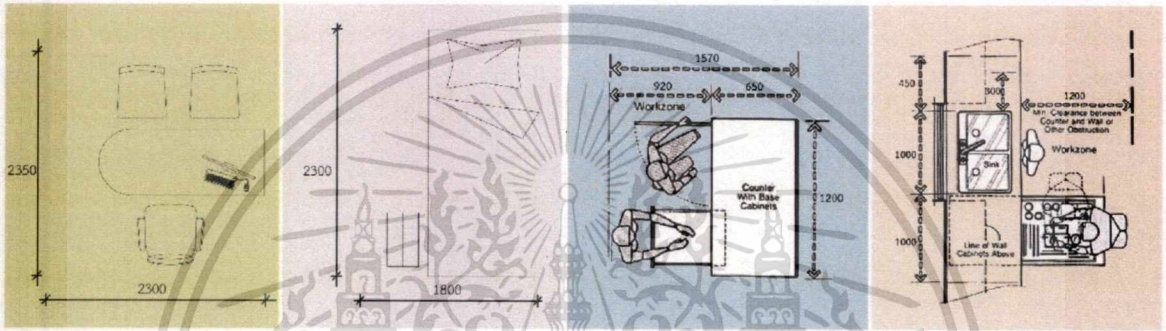 2350
2300
2300
1800
1570
920
650
Workzone
Counter
With Base
Cabinets
1200
450
300
1200
Min. Clearance between
Counter and Wall or
Other Obstruction
Workzone
1000
Sink
1000
Line of Wall
Cabinets Above